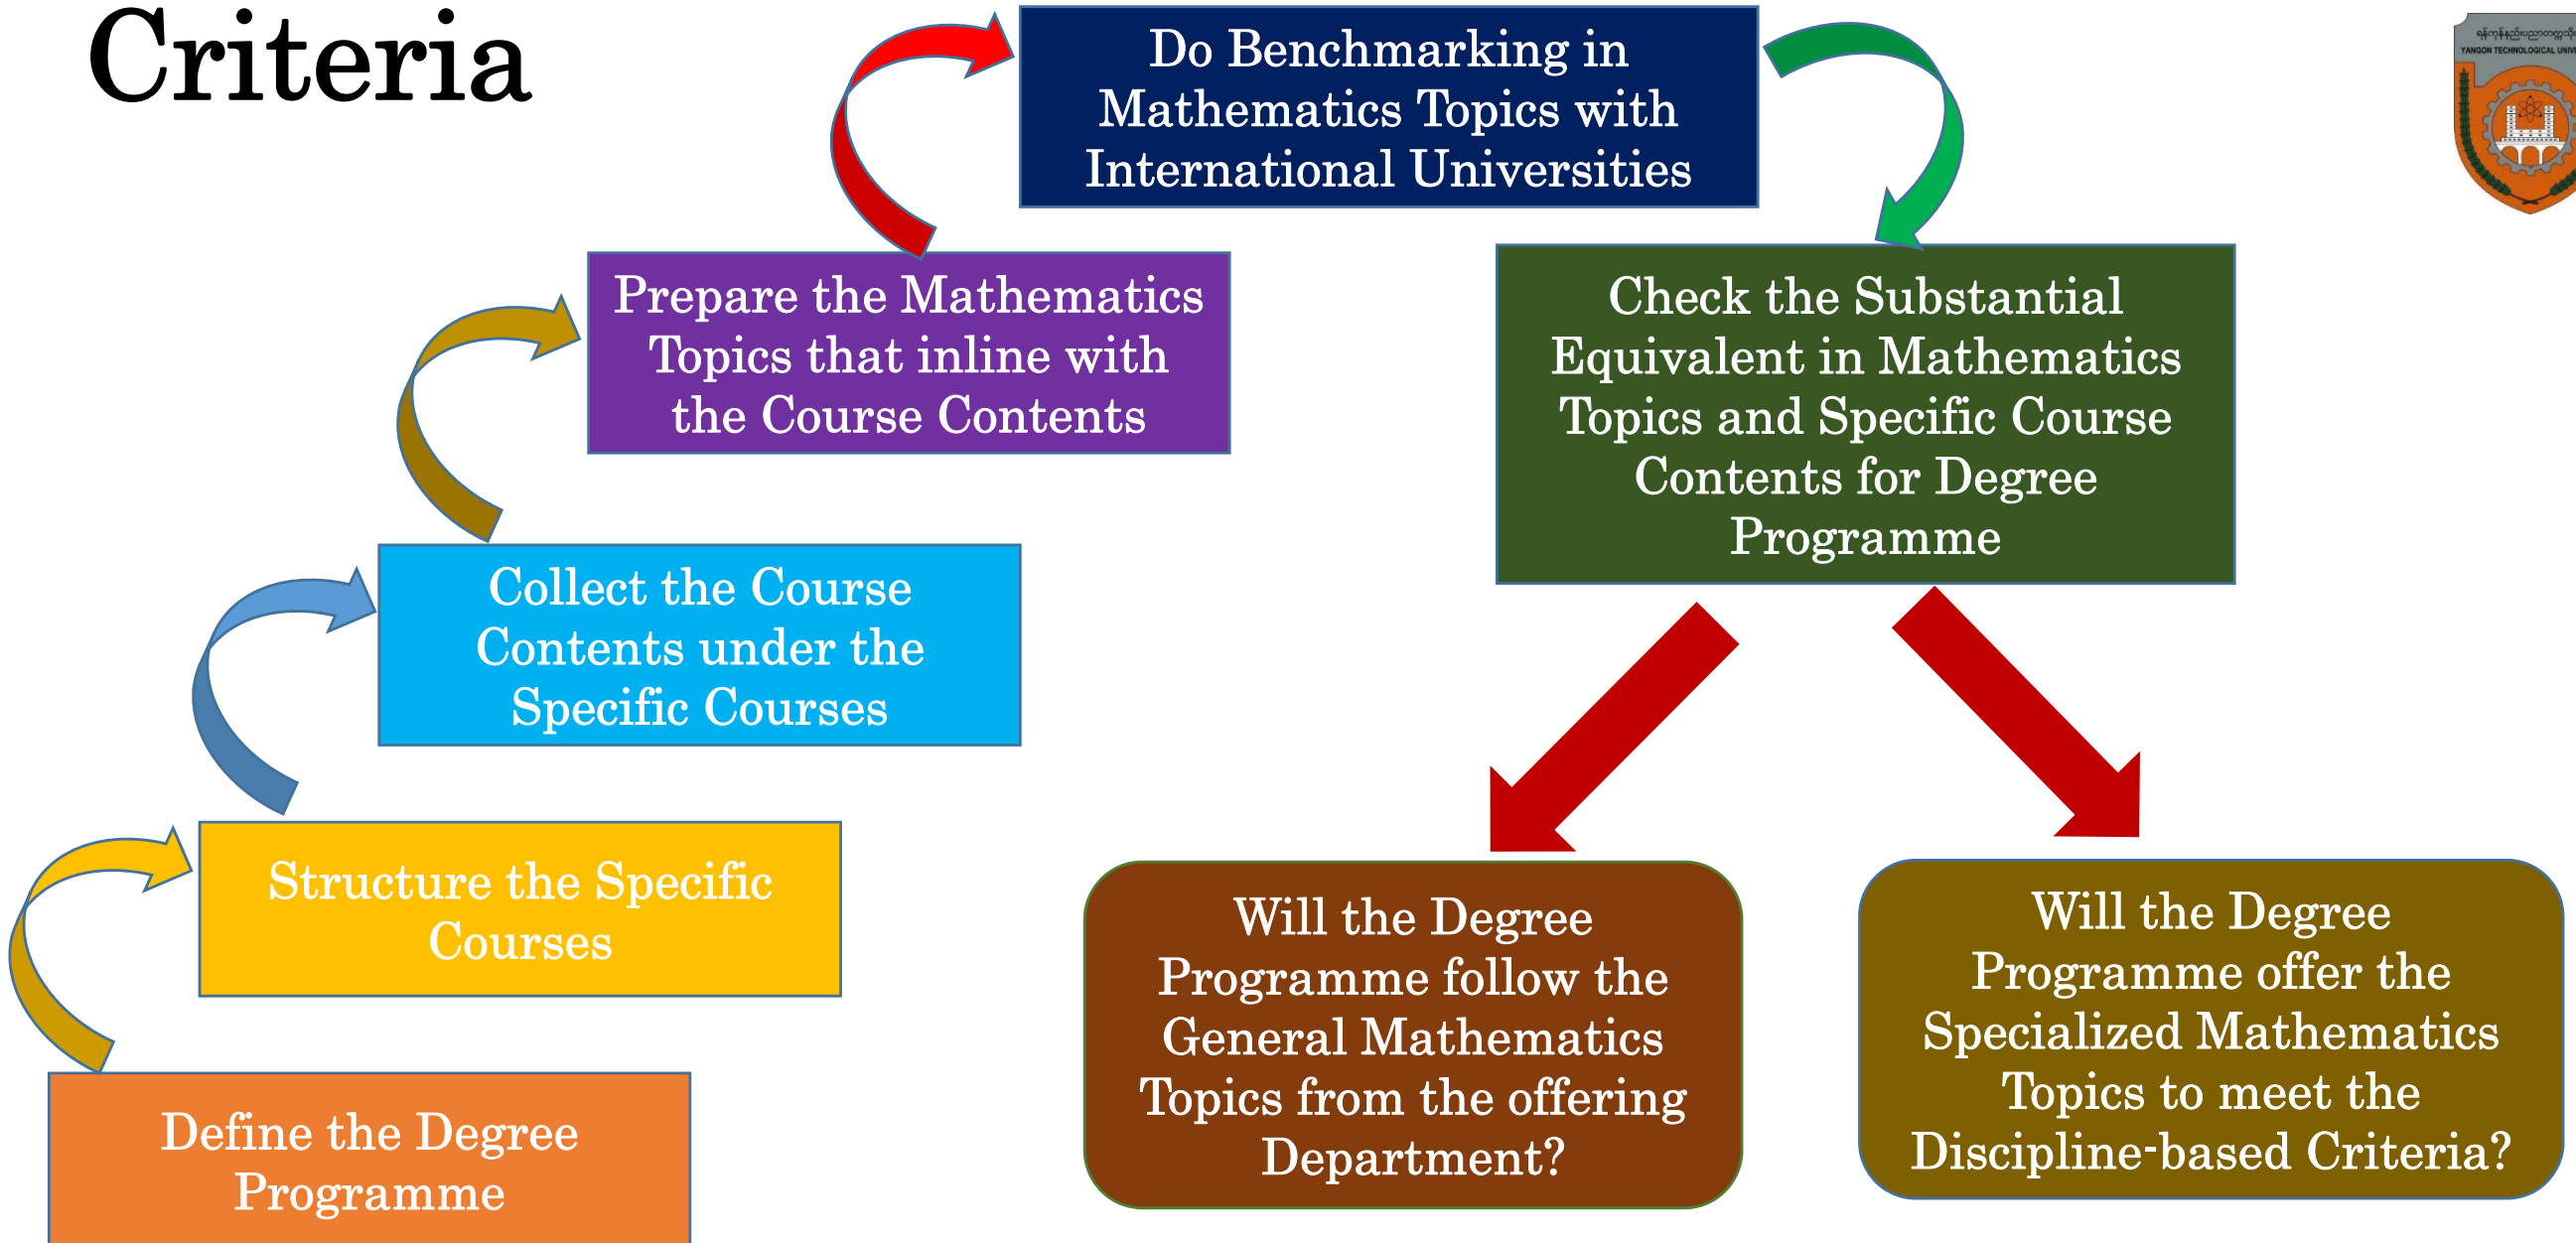 Criteria
Do Benchmarking in
Mathematics Topics with
International Universities
YANGON TECHNOLOGICAL
Prepare the Mathematics
Topics that inline with
the Course Contents
Check the Substantial
Equivalent in Mathematics
Topics and Specific Course
Contents for Degree
Programme
Collect the Course
Contents under the
Specific Courses
Structure the Specific
Courses
Define the Degree
Programme
Will the Degree
Programme follow the
General Mathematics
Topics from the offering
Department?
Will the Degree
Programme offer the
Specialized Mathematics
Topics to meet the
Discipline-based Criteria?